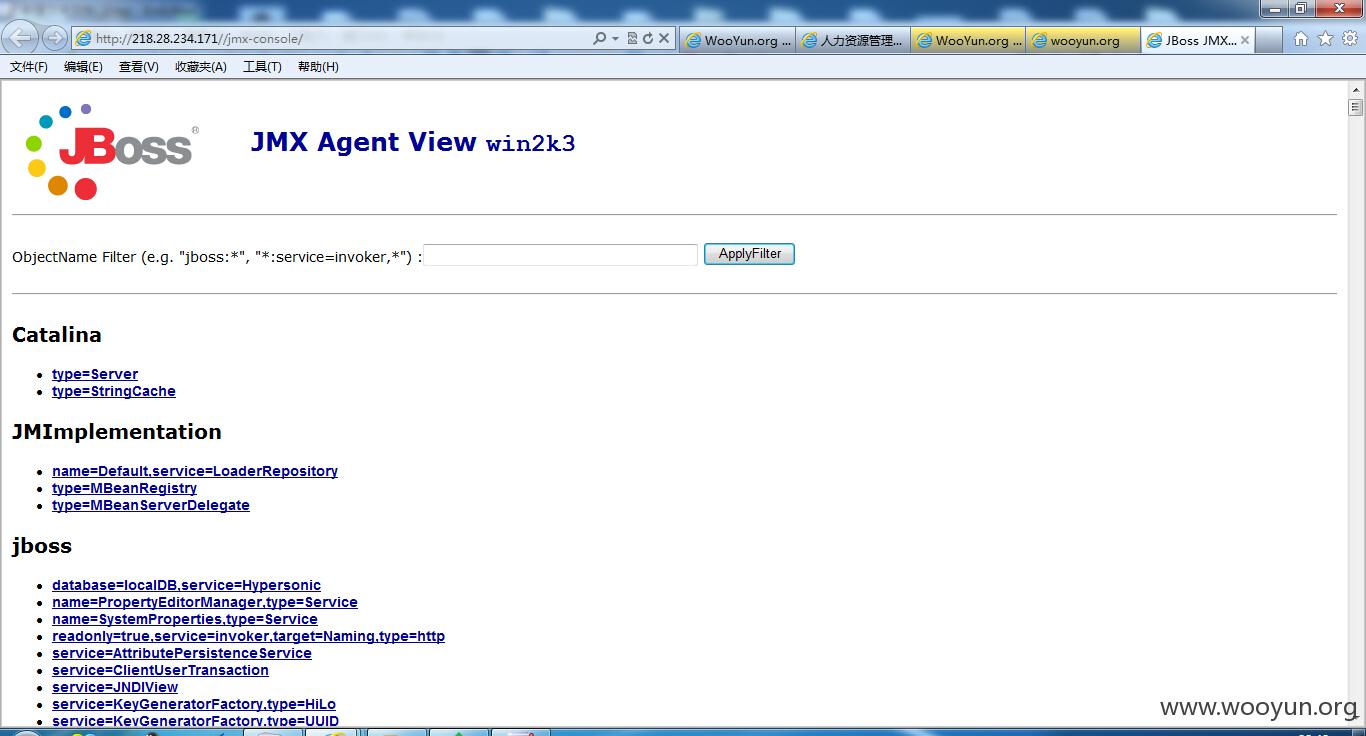 http://218.28.234.171//jmx-console/
WooYun.org ...
人力资源管理...
WooYun.org ...
wooyun.org
JBoss JMX...
文件(F) 编辑(E) 查看(V) 收藏夹(A) 工具(T) 帮助(H)
JBoss®
JMX Agent View win2k3
ObjectName Filter (e.g. "jboss:*", "*:service=invoker,*") : ApplyFilter
Catalina
type=Server
type=StringCache
JMImplementation
name=Default,service=LoaderRepository
type=MBeanRegistry
type=MBeanServerDelegate
jboss
database=localDB,service=Hypersonic
name=PropertyEditorManager,type=Service
name=SystemProperties,type=Service
readonly=true,service=invoker,target=Naming,type=http
service=AttributePersistenceService
service=ClientUserTransaction
service=JNDIView
service=KeyGeneratorFactory,type=HiLo
service=KeyGeneratorFactory,type=UUID
www.wooyun.org